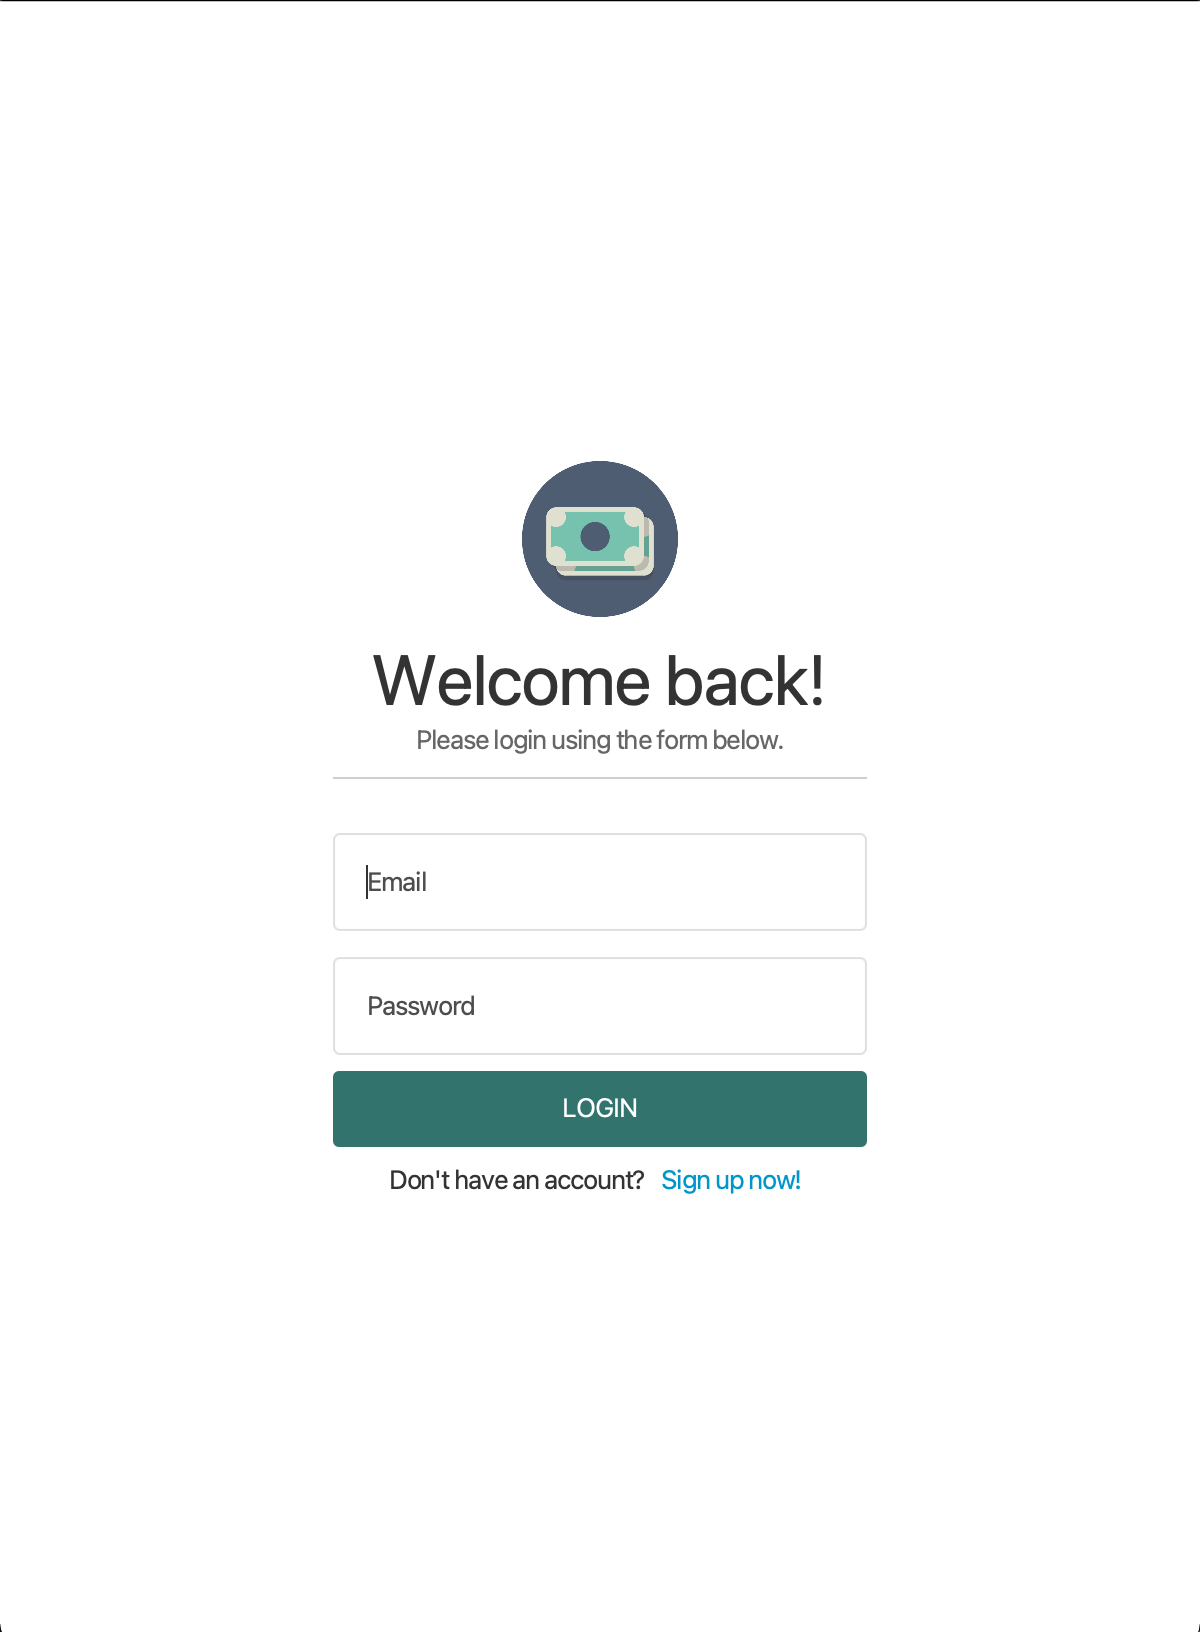 Welcome back!
Please login using the form below.
Email
Password
LOGIN
Don't have an account? Sign up now!